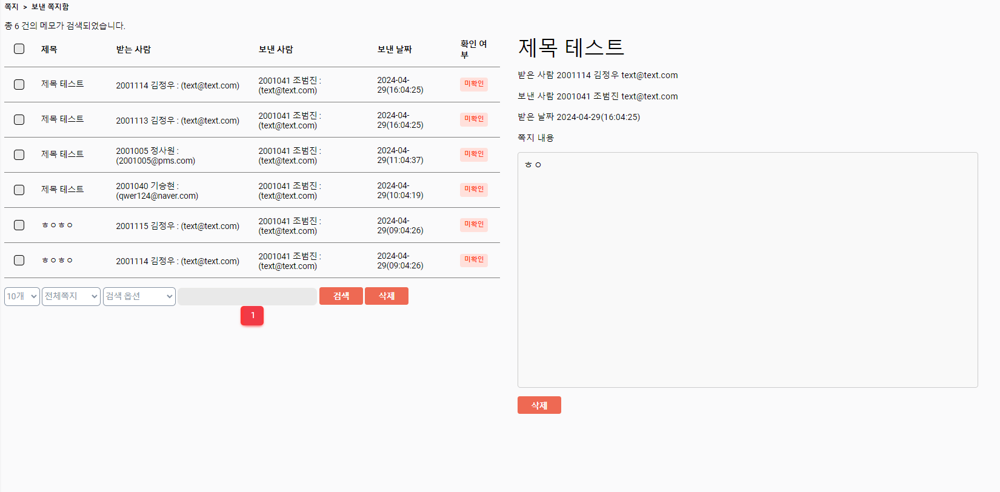 쪽지 > 보낸 쪽지함
총 6 건의 메모가 검색되었습니다.
제목 받는 사람 보낸 사람 보낸 날짜 확인 여
부
제목 테스트 2001114 김정우 : (text@text.com) 2001041 조범진 :
(text@text.com) 2024-04-
29(16:04:25) 미확인
제목 테스트 2001113 김정우 : (text@text.com) 2001041 조범진 :
(text@text.com) 2024-04-
29(16:04:25) 미확인
제목 테스트 2001005 정사원 :
(2001005@pms.com) 2001041 조범진 :
(text@text.com) 2024-04-
29(11:04:37) 미확인
제목 테스트 2001040 기승현 :
(qwer124@naver.com) 2001041 조범진 :
(text@text.com) 2024-04-
29(10:04:19) 미확인
ㅎㅇㅎㅇ 2001115 김정우 : (text@text.com) 2001041 조범진 :
(text@text.com) 2024-04-
29(09:04:26) 미확인
ㅎㅇㅎㅇ 2001114 김정우 : (text@text.com) 2001041 조범진 :
(text@text.com) 2024-04-
29(09:04:26) 미확인
10개 전체쪽지 검색 옵션 검색 삭제
1
제목 테스트
받은 사람 2001114 김정우 text@text.com
보낸 사람 2001041 조범진 text@text.com
받은 날짜 2024-04-29(16:04:25)
쪽지 내용
ㅎㅇ
삭제